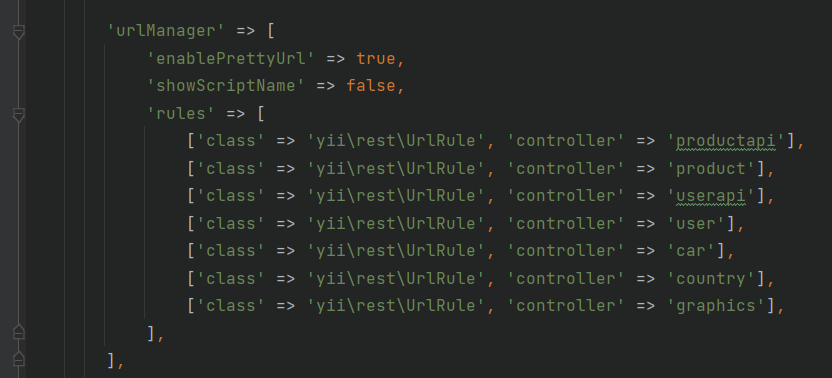 'urlManager' => [
'enablePrettyUrl' => true,
'showScriptName' => false,
'rules' => [
['class' => 'yii\rest\UrlRule', 'controller' => 'productapi'],
['class' => 'yii\rest\UrlRule', 'controller' => 'product'],
['class' => 'yii\rest\UrlRule', 'controller' => 'userapi'],
['class' => 'yii\rest\UrlRule', 'controller' => 'user'],
['class' => 'yii\rest\UrlRule', 'controller' => 'car'],
['class' => 'yii\rest\UrlRule', 'controller' => 'country'],
['class' => 'yii\rest\UrlRule', 'controller' => 'graphics'],
],
],